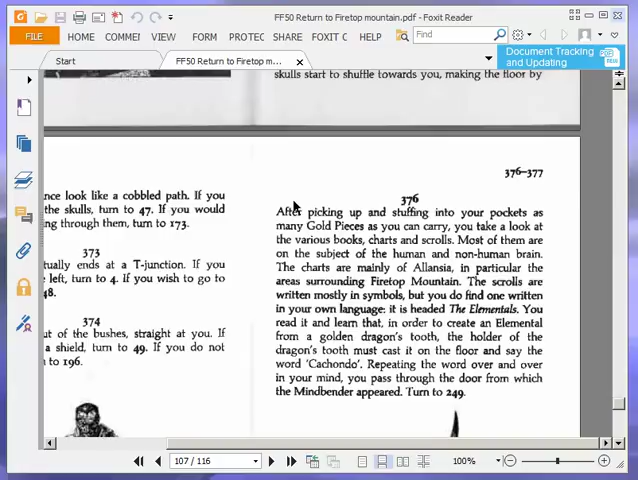 FF50 Return to Firetop mountain.pdf - Foxit Reader
HOME
COMMEI
VIEW
FORM
PROTEC
SHARE
FOXIT C
HELP
Find
Document Tracking
and Updating
Start
FF50 Return to Firetop m...
skulls start to shuffle towards you, making the floor by
nce look like a cobbled path. If you
the skulls, turn to 47. If you would
ng through them, turn to 173.
373
tually ends at a T-junction. If you
left, turn to 4. If you wish to go to
48.
374
ut of the bushes, straight at you. If
a shield, turn to 49. If you do not
n to 196.
376–377
376
After picking up and stuffing into your pockets as
many Gold Pieces as you can carry, you take a look at
the various books, charts and scrolls. Most of them are
on the subject of the human and non-human brain.
The charts are mainly of Allansia, in particular the
areas surrounding Firetop Mountain. The scrolls are
written mostly in symbols, but you do find one written
in your own language: it is headed The Elementals. You
read it and learn that, in order to create an Elemental
from a golden dragon's tooth, the holder of the
dragon's tooth must cast it on the floor and say the
word 'Cachondo'. Repeating the word over and over
in your mind, you pass through the door from which
the Mindbender appeared. Turn to 249.
107 / 116
100%